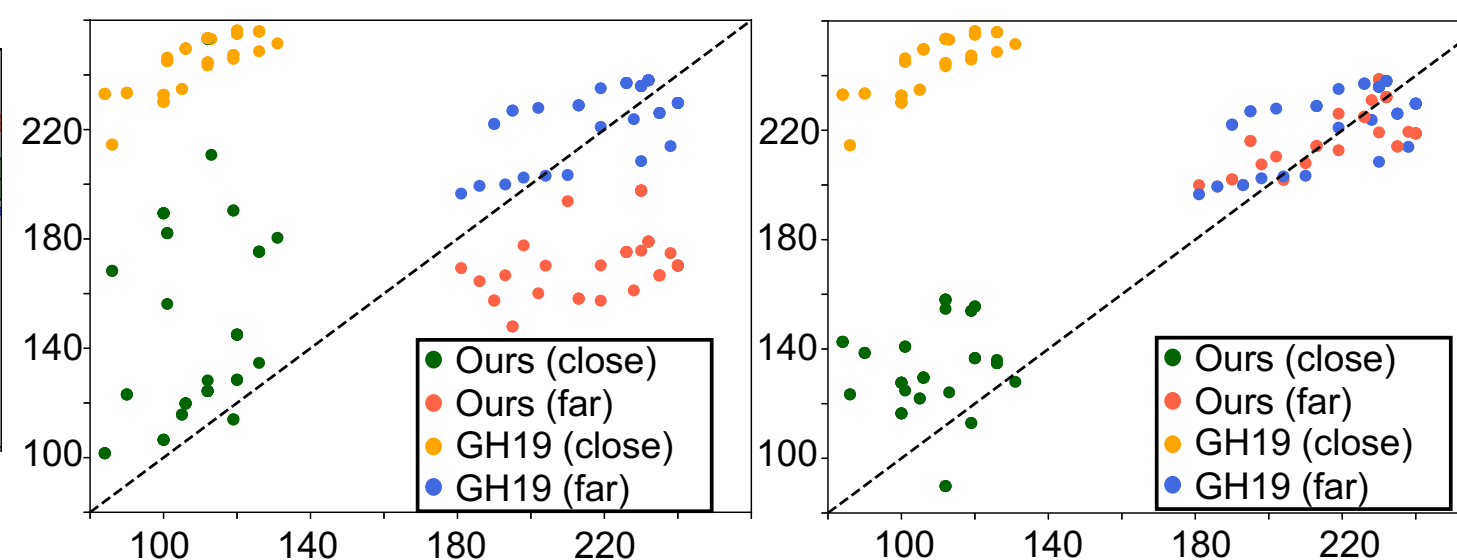 220
180
140
100
Ours (close)
Ours (far)
GH19 (close)
GH19 (far)
100 140 180 220
220
180
140
100
Ours (close)
Ours (far)
GH19 (close)
GH19 (far)
100 140 180 220